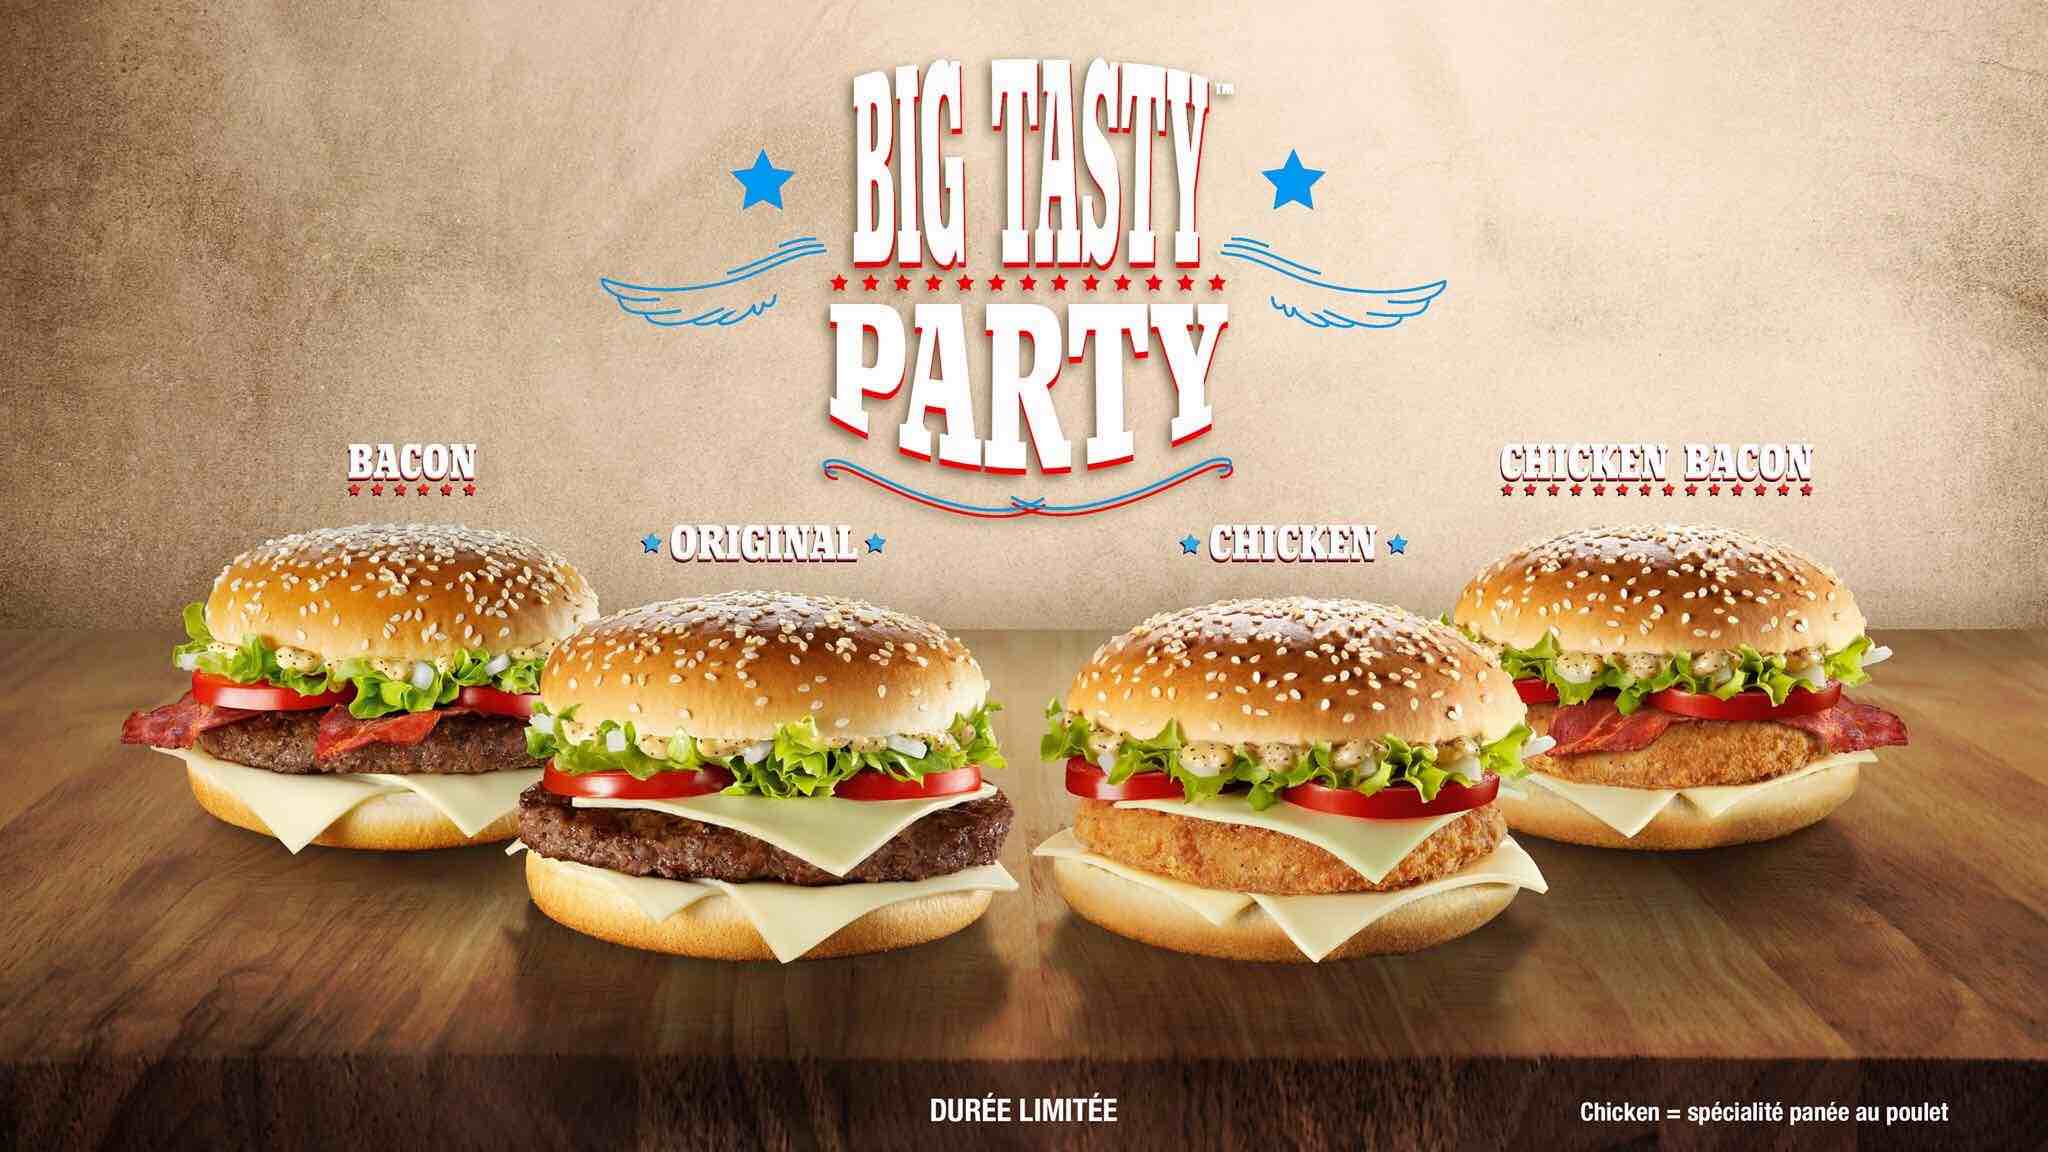 BIG TASTY™
PARTY
BACON
ORIGINAL
CHICKEN
CHICKEN BACON
DURÉE LIMITÉE
Chicken = spécialité panée au poulet